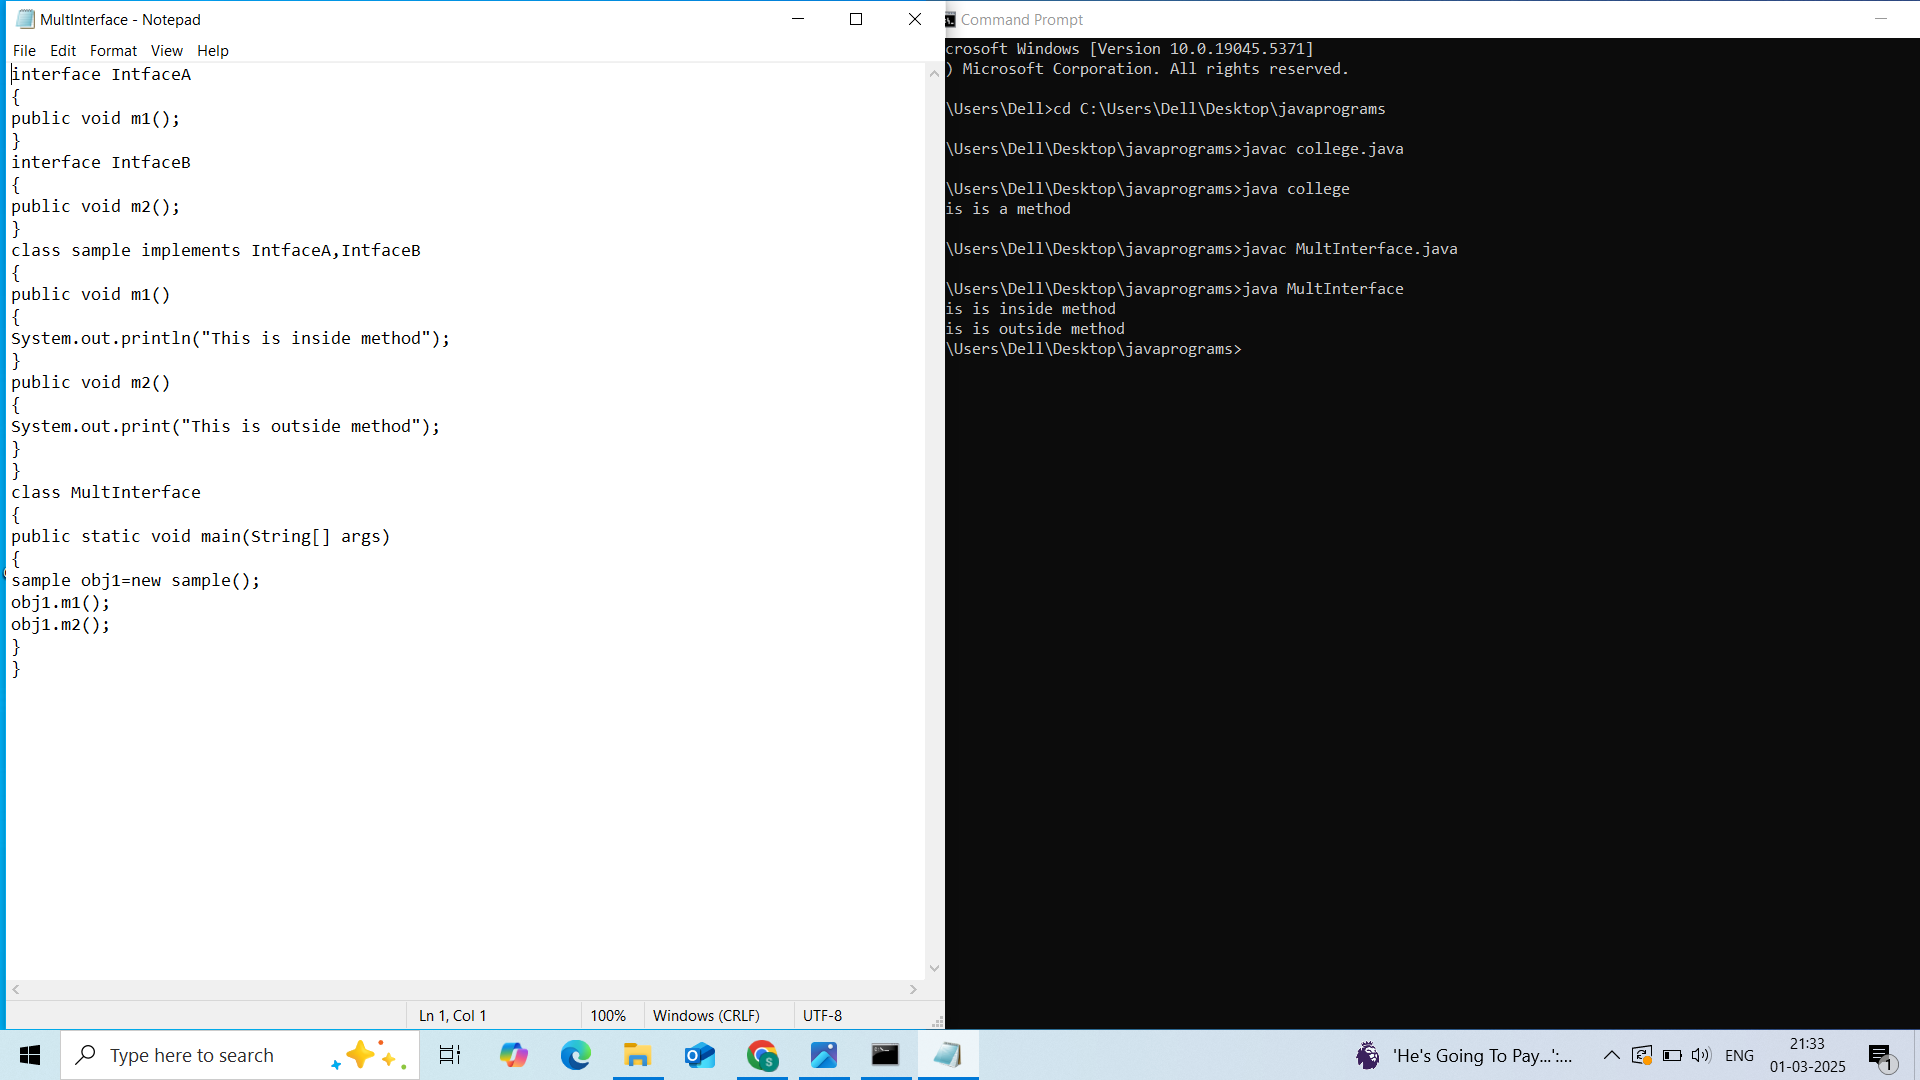 MultInterface - Notepad
File Edit Format View Help
interface IntfaceA
{
public void m1();
}
interface IntfaceB
{
public void m2();
}
class sample implements IntfaceA,IntfaceB
{
public void m1()
{
System.out.println("This is inside method");
}
public void m2()
{
System.out.print("This is outside method");
}
}
class MultInterface
{
public static void main(String[] args)
{
sample obj1=new sample();
obj1.m1();
obj1.m2();
}
}
Ln 1, Col 1 100% Windows (CRLF) UTF-8
Command Prompt
crosoft Windows [Version 10.0.19045.5371]
) Microsoft Corporation. All rights reserved.
\Users\Dell>cd C:\Users\Dell\Desktop\javaprograms
\Users\Dell\Desktop\javaprograms>javac college.java
\Users\Dell\Desktop\javaprograms>java college
is is a method
\Users\Dell\Desktop\javaprograms>javac MultInterface.java
\Users\Dell\Desktop\javaprograms>java MultInterface
is is inside method
is is outside method
\Users\Dell\Desktop\javaprograms>
Type here to search
'He's Going To Pay...':...
ENG
21:33
01-03-2025
1